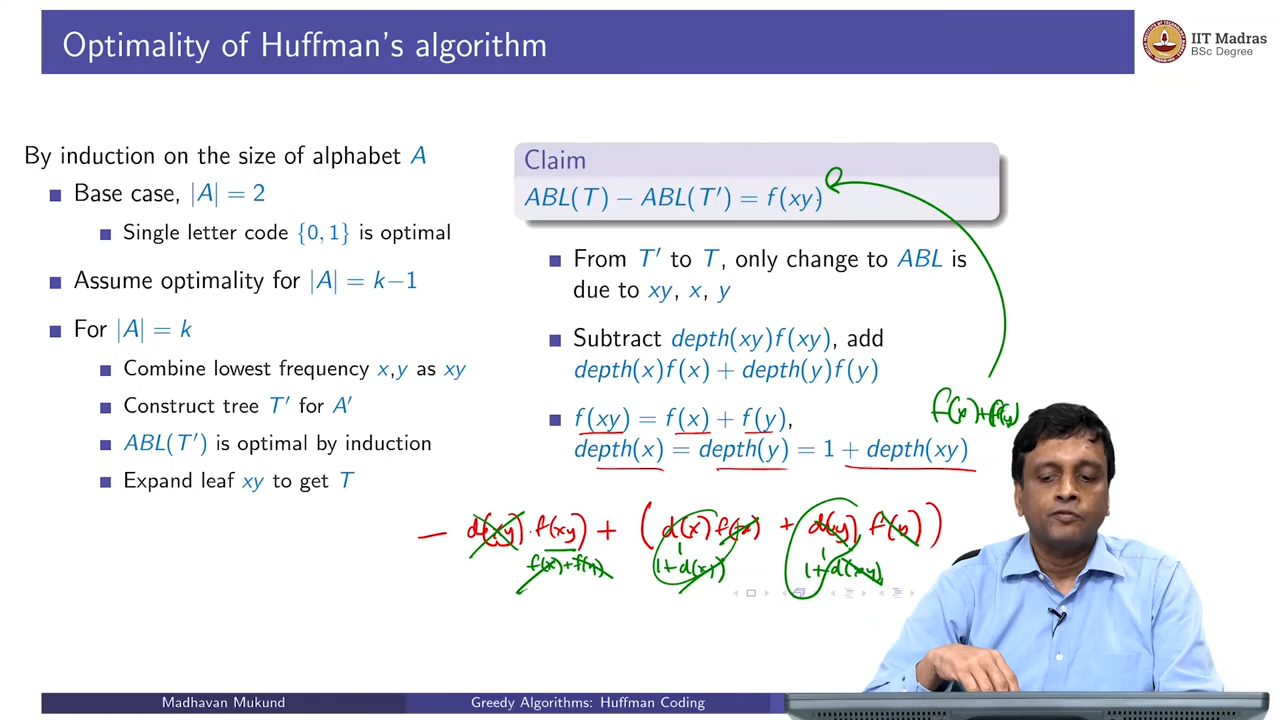 Optimality of Huffman's algorithm
IIT Madras
BSc Degree
By induction on the size of alphabet A
Base case, |A| = 2
Single letter code {0, 1} is optimal
Assume optimality for |A| = k−1
For |A| = k
Combine lowest frequency x,y as xy
Construct tree T′ for A′
ABL(T′) is optimal by induction
Expand leaf xy to get T
Claim
ABL(T) − ABL(T′) = f(xy)
From T′ to T, only change to ABL is
due to xy, x, y
Subtract depth(xy)f(xy), add
depth(x)f(x) + depth(y)f(y)
f(xy) = f(x) + f(y),
depth(x) = depth(y) = 1 + depth(xy)
f(x)+f(y)
− d(xy) · f(xy) + ( d(x) f(x) + d(y) f(y) )
f(x)+f(y) 1+d(xy) 1+d(xy)
Madhavan Mukund
Greedy Algorithms: Huffman Coding